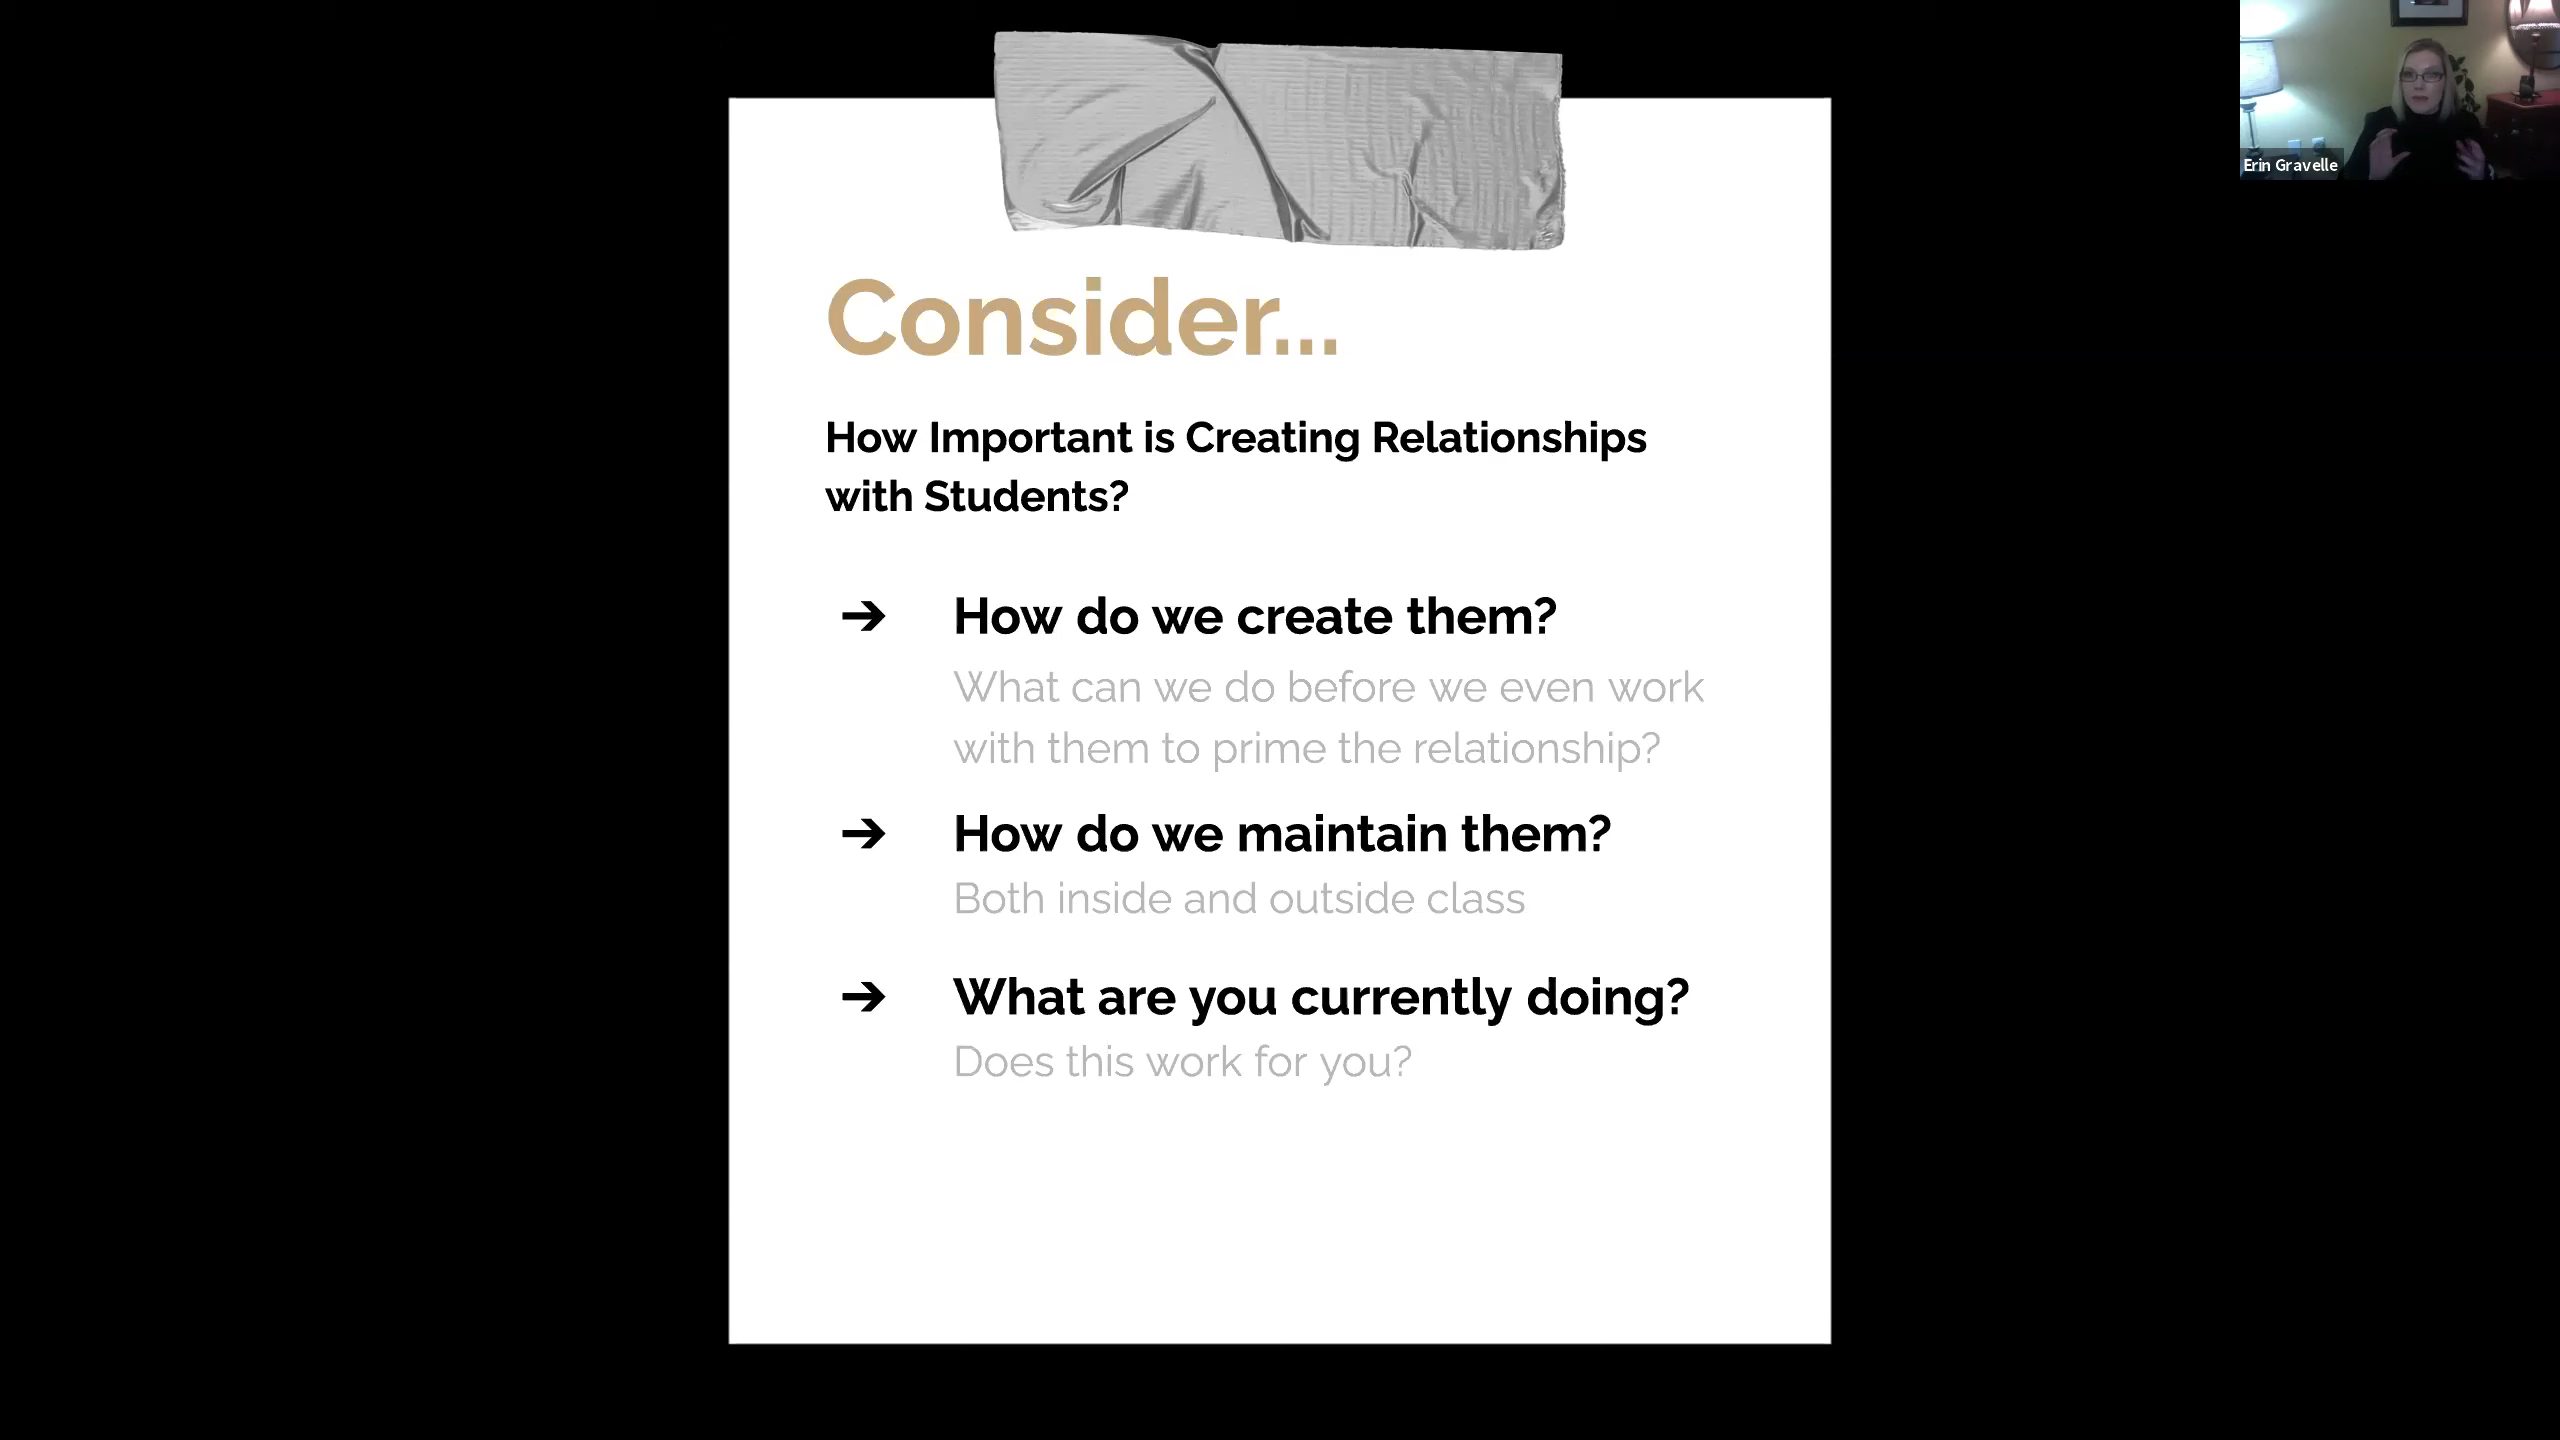 Erin Gravelle
Consider...
How Important is Creating Relationships
with Students?
➔ How do we create them?
What can we do before we even work
with them to prime the relationship?
➔ How do we maintain them?
Both inside and outside class
➔ What are you currently doing?
Does this work for you?